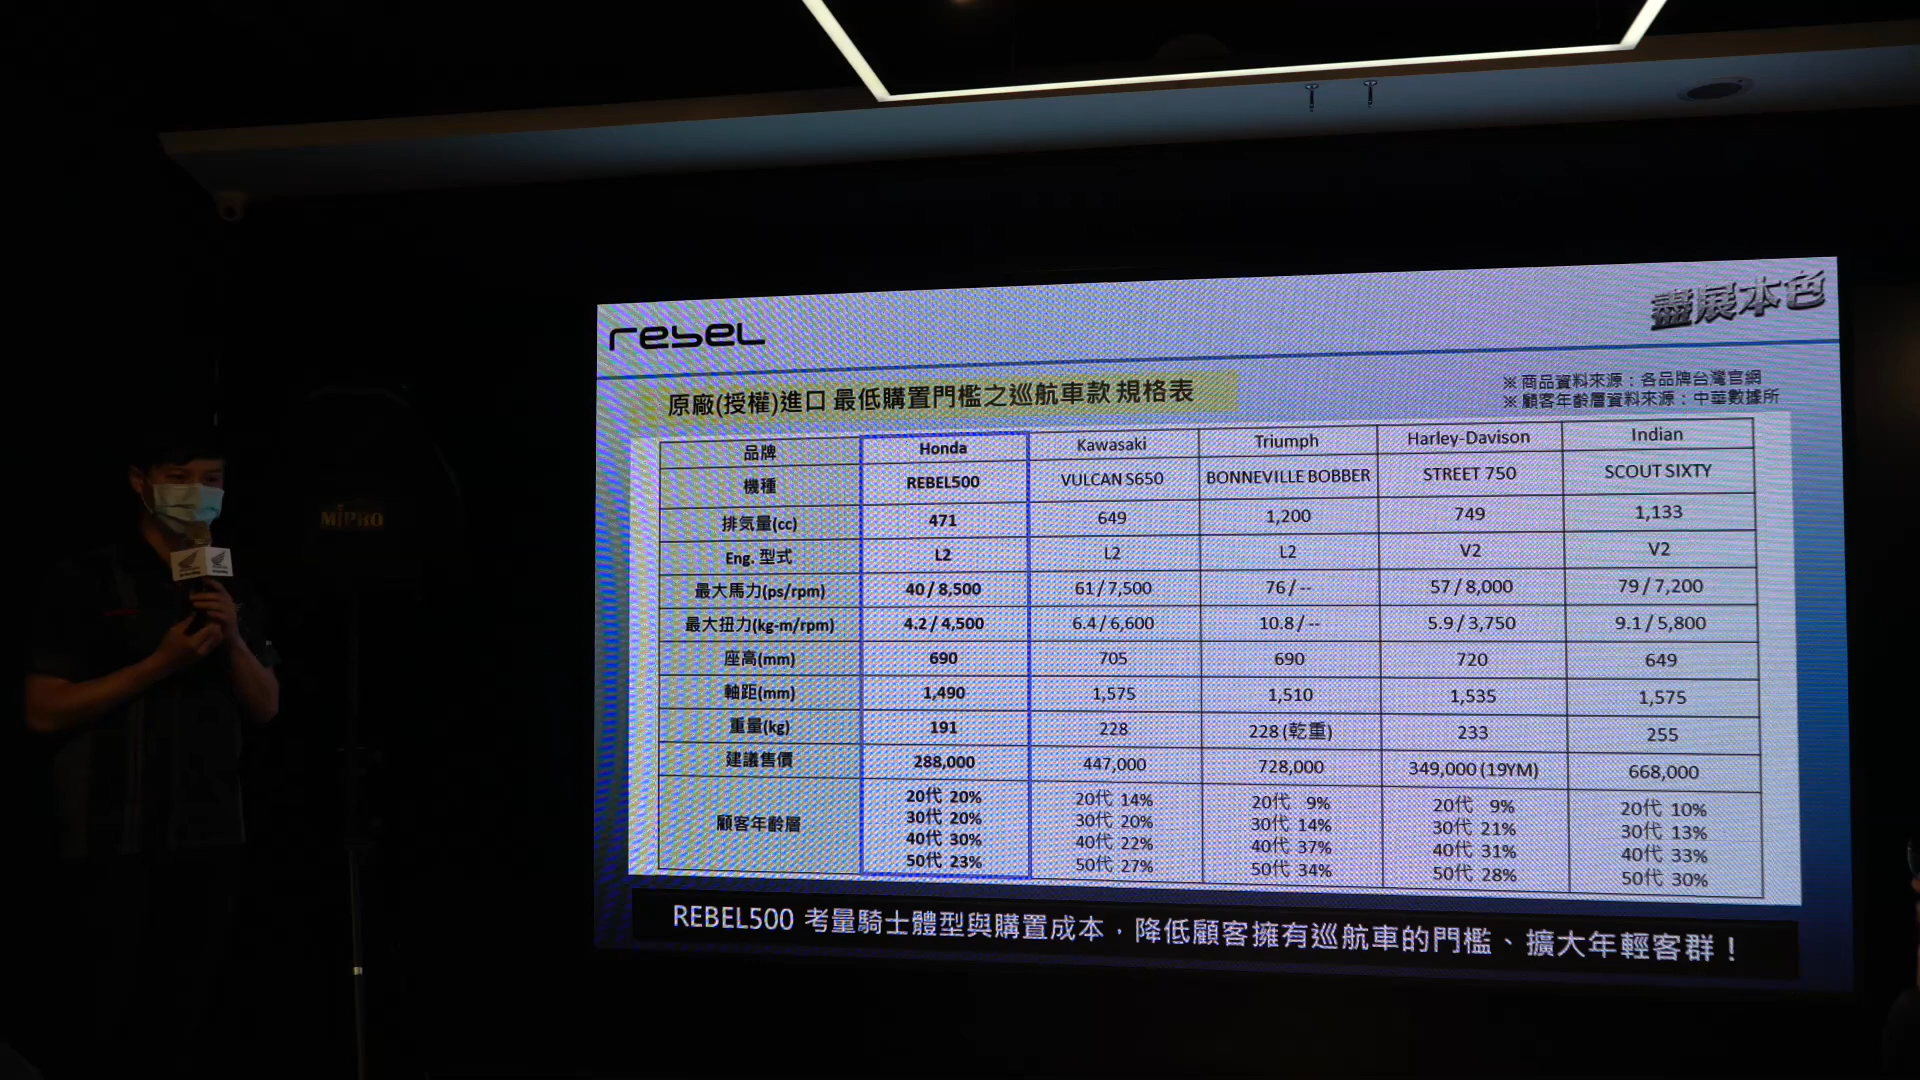 MIPRO
rebel
盡展本色
原廠(授權)進口 最低購置門檻之巡航車款 規格表
※ 商品資料來源：各品牌台灣官網
※ 顧客年齡層資料來源：中華數據所
品牌 Honda Kawasaki Triumph Harley-Davison Indian
機種 REBEL500 VULCAN S650 BONNEVILLE BOBBER STREET 750 SCOUT SIXTY
排気量(cc) 471 649 1,200 749 1,133
Eng. 型式 L2 L2 L2 V2 V2
最大馬力(ps/rpm) 40 / 8,500 61 / 7,500 76 / -- 57 / 8,000 79 / 7,200
最大扭力(kg-m/rpm) 4.2 / 4,500 6.4 / 6,600 10.8 / -- 5.9 / 3,750 9.1 / 5,800
座高(mm) 690 705 690 720 649
軸距(mm) 1,490 1,575 1,510 1,535 1,575
重量(kg) 191 228 228 (乾重) 233 255
建議售價 288,000 447,000 728,000 349,000 (19YM) 668,000
顧客年齡層
20代 20% 20代 14% 20代 9% 20代 9% 20代 10%
30代 20% 30代 20% 30代 14% 30代 21% 30代 13%
40代 30% 40代 22% 40代 37% 40代 31% 40代 33%
50代 23% 50代 27% 50代 34% 50代 28% 50代 30%
REBEL500 考量騎士體型與購置成本，降低顧客擁有巡航車的門檻、擴大年輕客群！